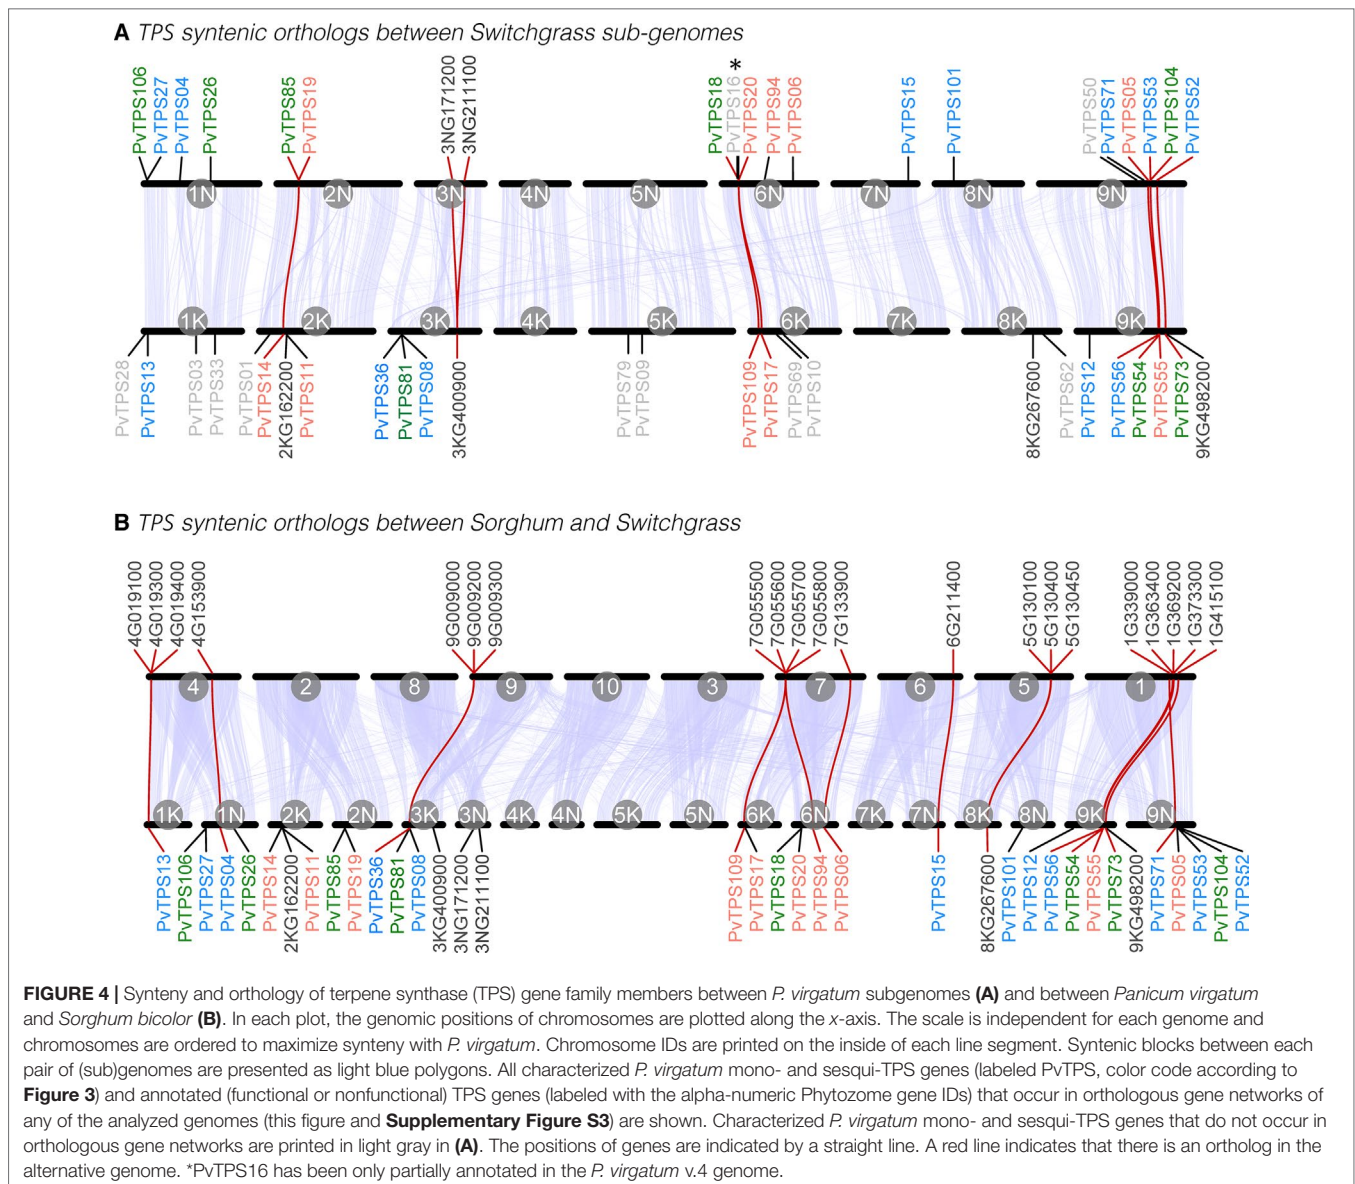 A TPS syntenic orthologs between Switchgrass sub-genomes
PvTPS106
PvTPS27
PvTPS04
PvTPS26
PvTPS85
PvTPS19
3NG171200
3NG211100
PvTPS18
PvTPS16
*
PvTPS20
PvTPS94
PvTPS06
PvTPS15
PvTPS101
PvTPS50
PvTPS71
PvTPS05
PvTPS53
PvTPS104
PvTPS52
1N
2N
3N
4N
5N
6N
7N
8N
9N
1K
2K
3K
4K
5K
6K
7K
8K
9K
PvTPS28
PvTPS13
PvTPS03
PvTPS33
PvTPS01
PvTPS14
2KG162200
PvTPS11
PvTPS36
PvTPS81
PvTPS08
3KG400900
PvTPS79
PvTPS09
PvTPS109
PvTPS17
PvTPS69
PvTPS10
8KG267600
PvTPS62
PvTPS12
PvTPS56
PvTPS54
PvTPS55
PvTPS73
9KG498200
B TPS syntenic orthologs between Sorghum and Switchgrass
4G019100
4G019300
4G019400
4G153900
9G009000
9G009200
9G009300
7G055500
7G055600
7G055700
7G055800
7G133900
6G211400
5G130100
5G130400
5G130450
1G339000
1G363400
1G369200
1G373300
1G415100
4
2
8
9
10
3
7
6
5
1
1K
1N
2K
2N
3K
3N
4K
4N
5K
5N
6K
6N
7K
7N
8K
8N
9K
9N
PvTPS13
PvTPS106
PvTPS27
PvTPS04
PvTPS26
PvTPS14
2KG162200
PvTPS11
PvTPS85
PvTPS19
PvTPS36
PvTPS81
PvTPS08
3KG400900
3NG171200
3NG211100
PvTPS109
PvTPS17
PvTPS18
PvTPS20
PvTPS94
PvTPS06
PvTPS15
8KG267600
PvTPS101
PvTPS12
PvTPS56
PvTPS54
PvTPS55
PvTPS73
9KG498200
PvTPS71
PvTPS05
PvTPS53
PvTPS104
PvTPS52
FIGURE 4 | Synteny and orthology of terpene synthase (TPS) gene family members between P. virgatum subgenomes (A) and between Panicum virgatum
and Sorghum bicolor (B). In each plot, the genomic positions of chromosomes are plotted along the x-axis. The scale is independent for each genome and
chromosomes are ordered to maximize synteny with P. virgatum. Chromosome IDs are printed on the inside of each line segment. Syntenic blocks between each
pair of (sub)genomes are presented as light blue polygons. All characterized P. virgatum mono- and sesqui-TPS genes (labeled PvTPS, color code according to
Figure 3) and annotated (functional or nonfunctional) TPS genes (labeled with the alpha-numeric Phytozome gene IDs) that occur in orthologous gene networks of
any of the analyzed genomes (this figure and Supplementary Figure S3) are shown. Characterized P. virgatum mono- and sesqui-TPS genes that do not occur in
orthologous gene networks are printed in light gray in (A). The positions of genes are indicated by a straight line. A red line indicates that there is an ortholog in the
alternative genome. *PvTPS16 has been only partially annotated in the P. virgatum v.4 genome.